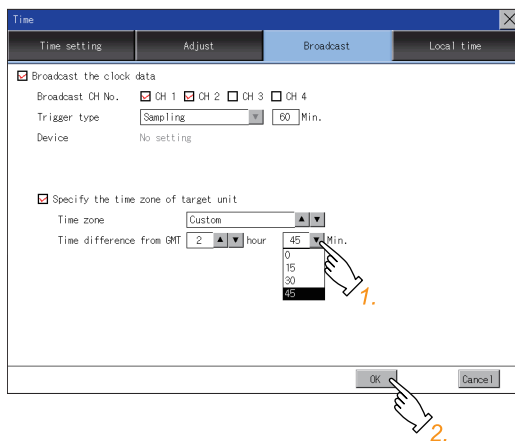 Time
Time setting Adjust Broadcast Local time
Broadcast the clock data
Broadcast CH No. CH 1 CH 2 CH 3 CH 4
Trigger type Sampling 60 Min.
Device No setting
Specify the time zone of target unit
Time zone Custom
Time difference from GMT 2 hour 45 Min.
0
15
30
45
1.
OK Cancel
2.